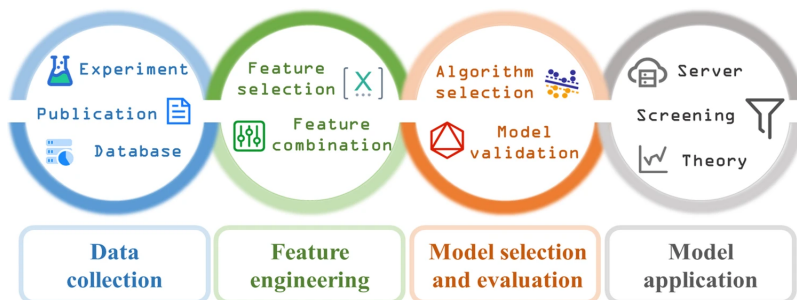 Experiment
Publication
Database
Feature
selection
[X]
Feature
combination
Algorithm
selection
Model
validation
Server
Screening
Theory
Data
collection
Feature
engineering
Model selection
and evaluation
Model
application